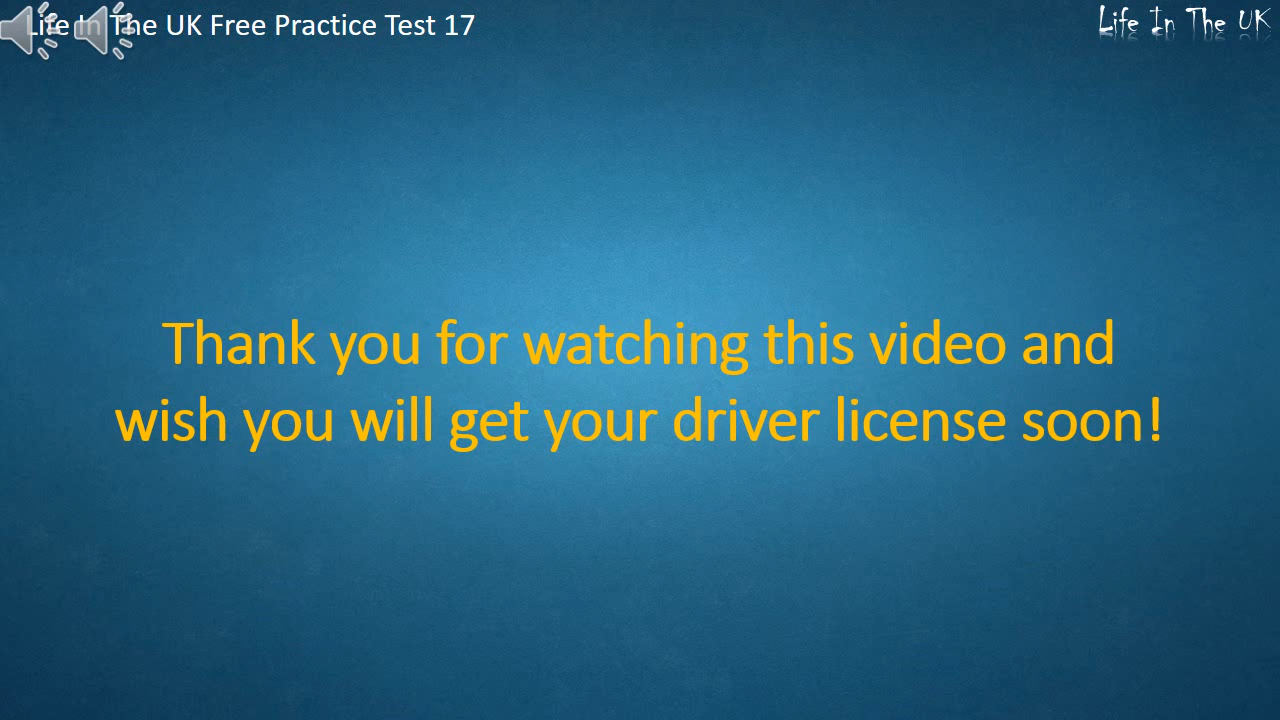 Life In The UK Free Practice Test 17
Life In The UK
Thank you for watching this video and
wish you will get your driver license soon!